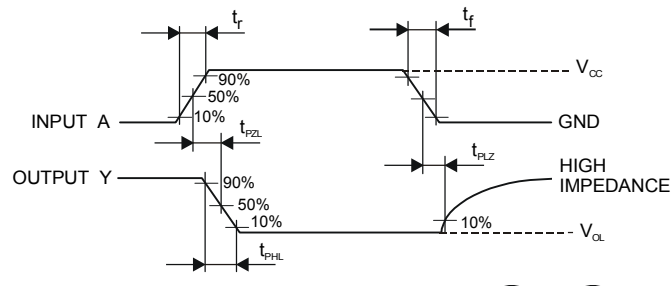 tr
tf
90%
VCC
50%
INPUT A
10%
GND
tPZL
tPLZ
HIGH
IMPEDANCE
OUTPUT Y
90%
50%
10%
10%
VOL
tPHL